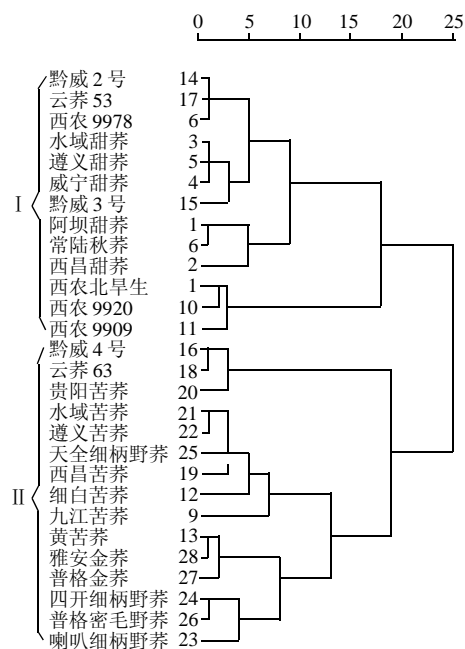 0 5 10 15 20 25
黔威 2 号 14
云荞 53 17
西农 9978 6
水域甜荞 3
遵义甜荞 5
威宁甜荞 4
黔威 3 号 15
I
阿坝甜荞 1
常陆秋荞 6
西昌甜荞 2
西农北旱生 1
西农 9920 10
西农 9909 11
黔威 4 号 16
云荞 63 18
贵阳苦荞 20
水域苦荞 21
遵义苦荞 22
天全细柄野荞 25
西昌苦荞 19
II
细白苦荞 12
九江苦荞 9
黄苦荞 13
雅安金荞 28
普格金荞 27
四开细柄野荞 24
普格密毛野荞 26
喇叭细柄野荞 23